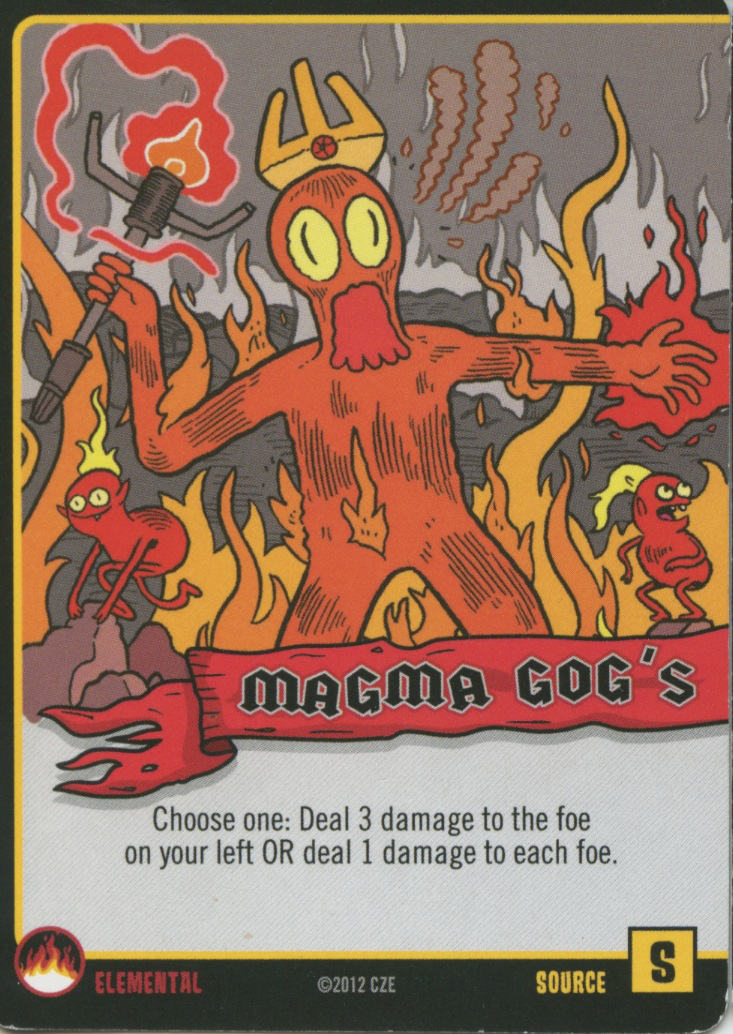 MAGMA GOG'S
Choose one: Deal 3 damage to the foe
on your left OR deal 1 damage to each foe.
ELEMENTAL ©2012 CZE SOURCE S